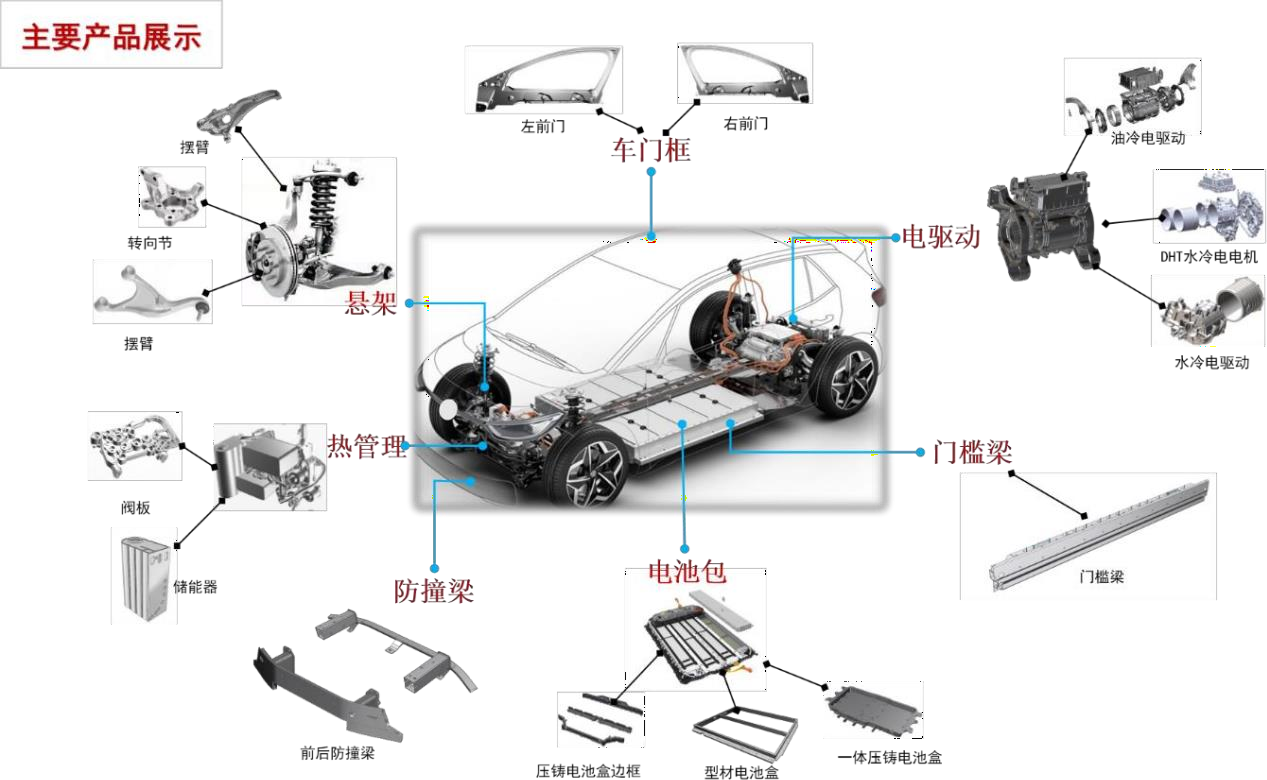 主要产品展示
左前门
右前门
车门框
摆臂
转向节
摆臂
悬架
油冷电驱动
DHT水冷电电机
水冷电驱动
电驱动
热管理
阀板
储能器
防撞梁
前后防撞梁
电池包
压铸电池盒边框
型材电池盒
一体压铸电池盒
门槛梁
门槛梁